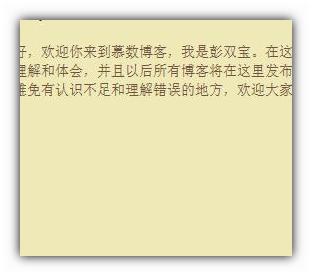 好，欢迎你来到慕数博客，我是彭双宝。在这
理解和体会，并且以后所有博客将在这里发布
难免有认识不足和理解错误的地方，欢迎大家